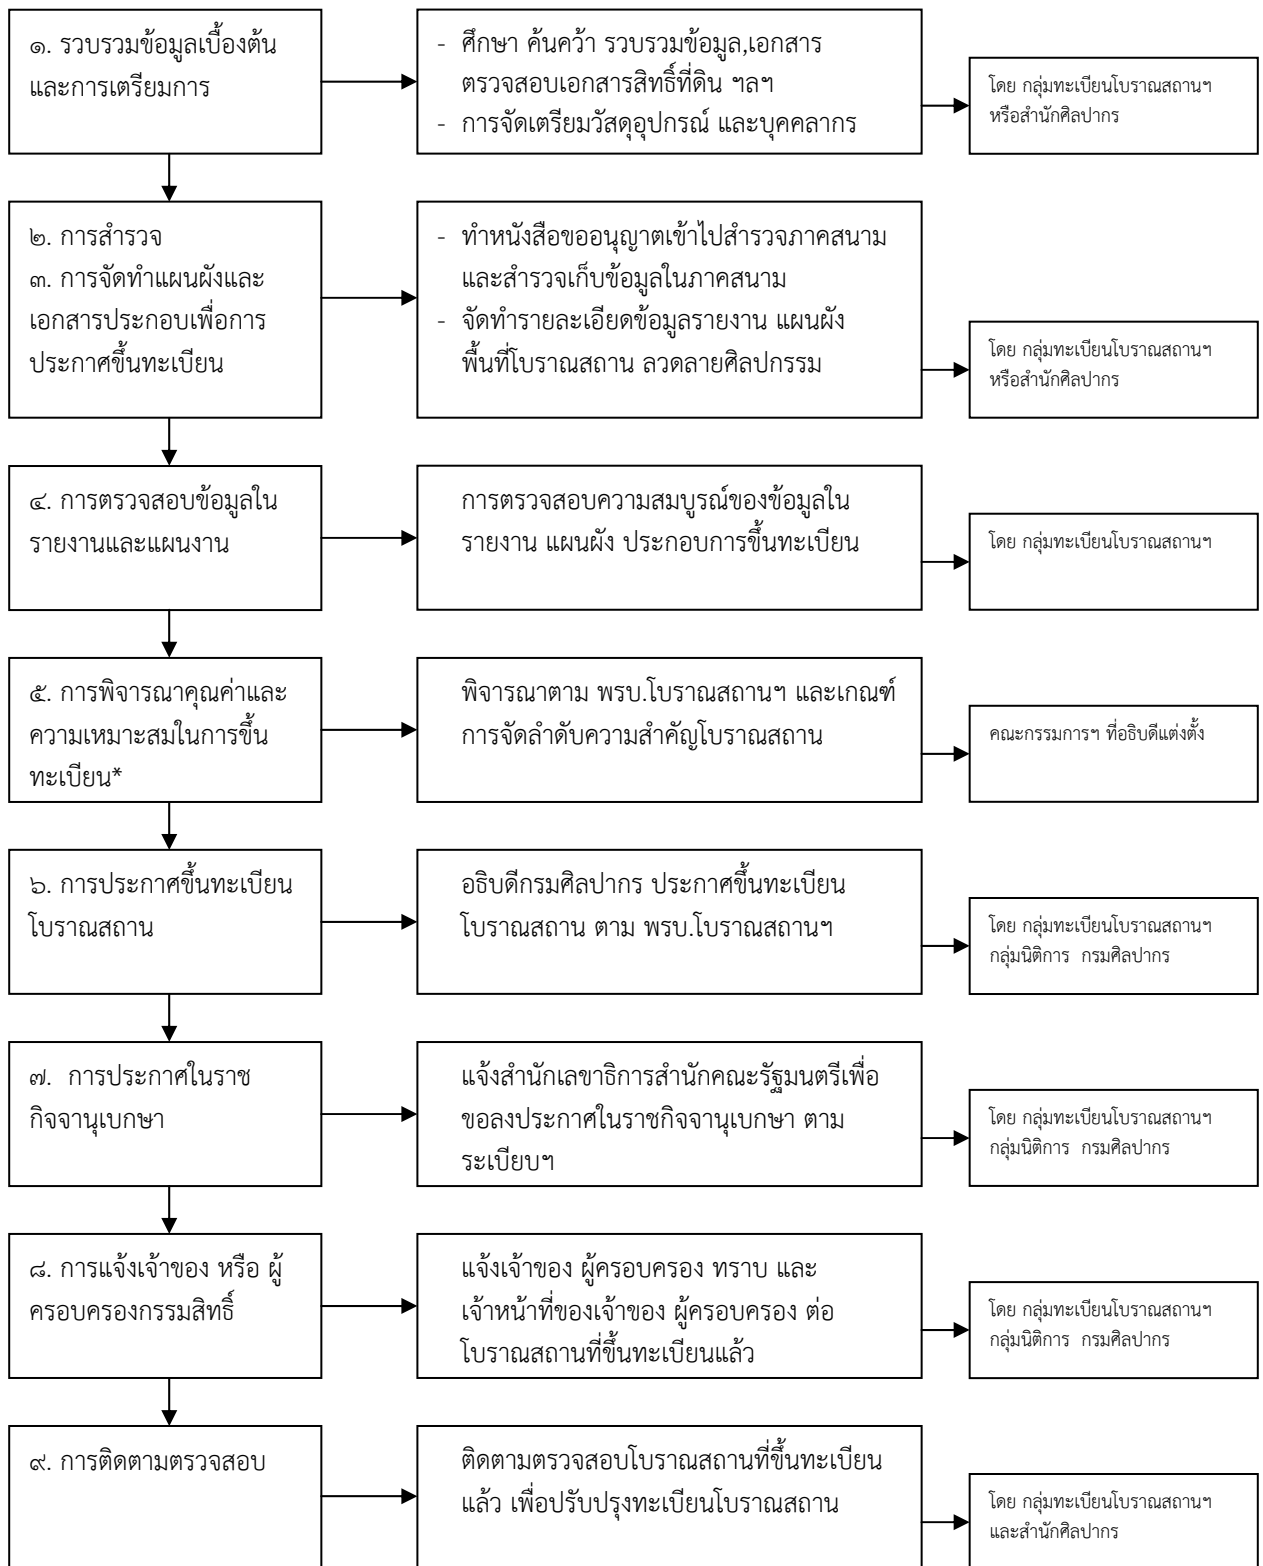 ๑. รวบรวมข้อมูลเบื้องต้น
และการเตรียมการ
- ศึกษา ค้นคว้า รวบรวมข้อมูล,เอกสาร
ตรวจสอบเอกสารสิทธิ์ที่ดิน ฯลฯ
- การจัดเตรียมวัสดุอุปกรณ์ และบุคคลากร
โดย กลุ่มทะเบียนโบราณสถานฯ
หรือสำนักศิลปากร
๒. การสำรวจ
๓. การจัดทำแผนผังและ
เอกสารประกอบเพื่อการ
ประกาศขึ้นทะเบียน
- ทำหนังสือขออนุญาตเข้าไปสำรวจภาคสนาม
และสำรวจเก็บข้อมูลในภาคสนาม
- จัดทำรายละเอียดข้อมูลรายงาน แผนผัง
พื้นที่โบราณสถาน ลวดลายศิลปกรรม
โดย กลุ่มทะเบียนโบราณสถานฯ
หรือสำนักศิลปากร
๔. การตรวจสอบข้อมูลใน
รายงานและแผนงาน
การตรวจสอบความสมบูรณ์ของข้อมูลใน
รายงาน แผนผัง ประกอบการขึ้นทะเบียน
โดย กลุ่มทะเบียนโบราณสถานฯ
๕. การพิจารณาคุณค่าและ
ความเหมาะสมในการขึ้น
ทะเบียน*
พิจารณาตาม พรบ.โบราณสถานฯ และเกณฑ์
การจัดลำดับความสำคัญโบราณสถาน
คณะกรรมการฯ ที่อธิบดีแต่งตั้ง
๖. การประกาศขึ้นทะเบียน
โบราณสถาน
อธิบดีกรมศิลปากร ประกาศขึ้นทะเบียน
โบราณสถาน ตาม พรบ.โบราณสถานฯ
โดย กลุ่มทะเบียนโบราณสถานฯ
กลุ่มนิติการ กรมศิลปากร
๗. การประกาศในราช
กิจจานุเบกษา
แจ้งสำนักเลขาธิการสำนักคณะรัฐมนตรีเพื่อ
ขอลงประกาศในราชกิจจานุเบกษา ตาม
ระเบียบฯ
โดย กลุ่มทะเบียนโบราณสถานฯ
กลุ่มนิติการ กรมศิลปากร
๘. การแจ้งเจ้าของ หรือ ผู้
ครอบครองกรรมสิทธิ์
แจ้งเจ้าของ ผู้ครอบครอง ทราบ และ
เจ้าหน้าที่ของเจ้าของ ผู้ครอบครอง ต่อ
โบราณสถานที่ขึ้นทะเบียนแล้ว
โดย กลุ่มทะเบียนโบราณสถานฯ
กลุ่มนิติการ กรมศิลปากร
๙. การติดตามตรวจสอบ
ติดตามตรวจสอบโบราณสถานที่ขึ้นทะเบียน
แล้ว เพื่อปรับปรุงทะเบียนโบราณสถาน
โดย กลุ่มทะเบียนโบราณสถานฯ
และสำนักศิลปากร